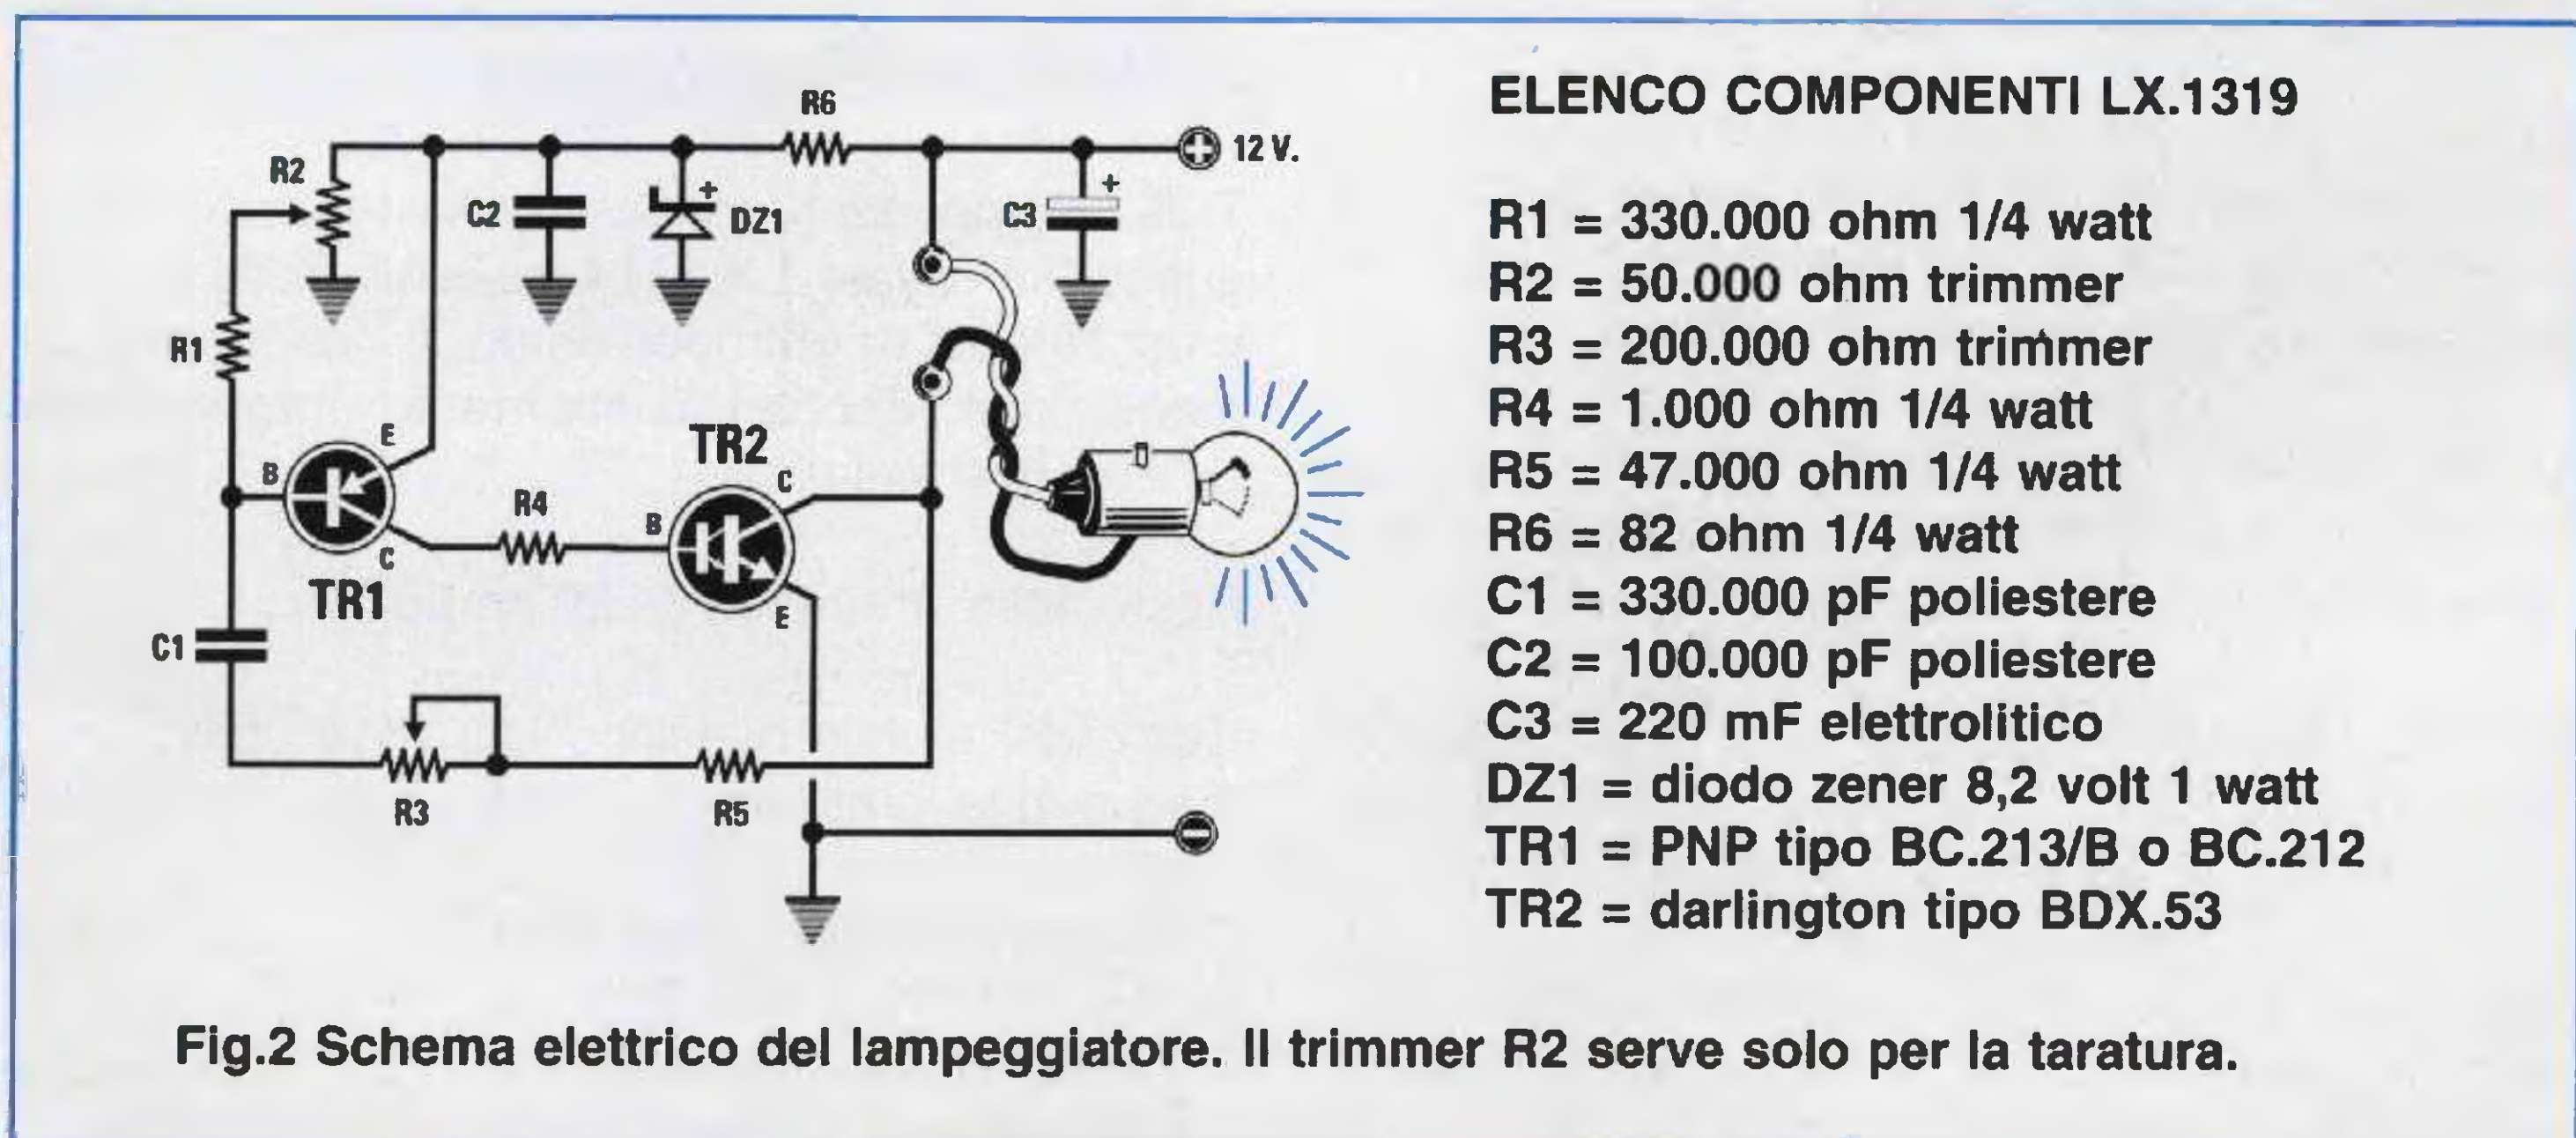 R6
12 V.
R2
C2
+
DZ1
+
C3
R1
E
B
C
TR1
R4
TR2
B
C
E
C1
R3
R5
ELENCO COMPONENTI LX.1319
R1 = 330.000 ohm 1/4 watt
R2 = 50.000 ohm trimmer
R3 = 200.000 ohm trimmer
R4 = 1.000 ohm 1/4 watt
R5 = 47.000 ohm 1/4 watt
R6 = 82 ohm 1/4 watt
C1 = 330.000 pF poliestere
C2 = 100.000 pF poliestere
C3 = 220 mF elettrolitico
DZ1 = diodo zener 8,2 volt 1 watt
TR1 = PNP tipo BC.213/B o BC.212
TR2 = darlington tipo BDX.53
Fig.2 Schema elettrico del lampeggiatore. Il trimmer R2 serve solo per la taratura.